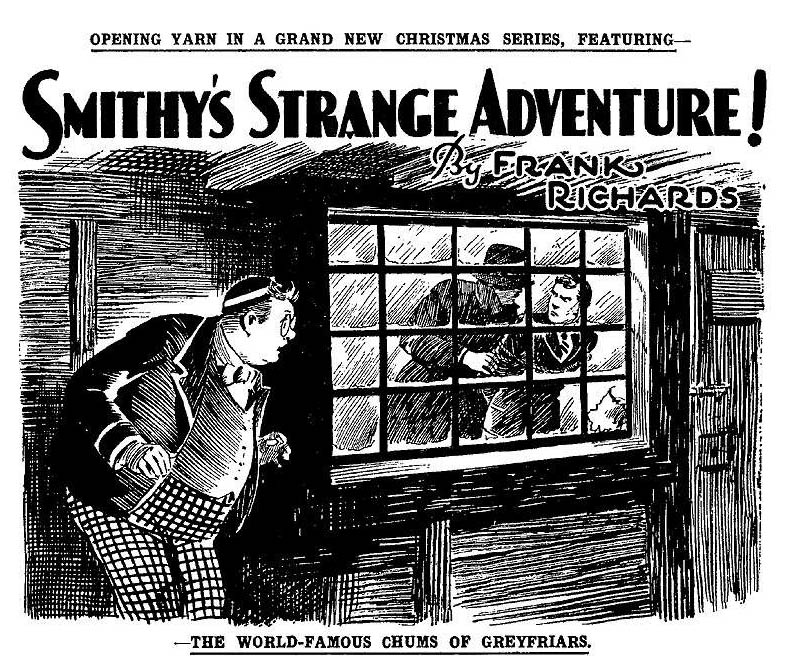 OPENING YARN IN A GRAND NEW CHRISTMAS SERIES, FEATURING—
SMITHY'S STRANGE ADVENTURE!
By FRANK
RICHARDS
—THE WORLD-FAMOUS CHUMS OF GREYFRIARS.